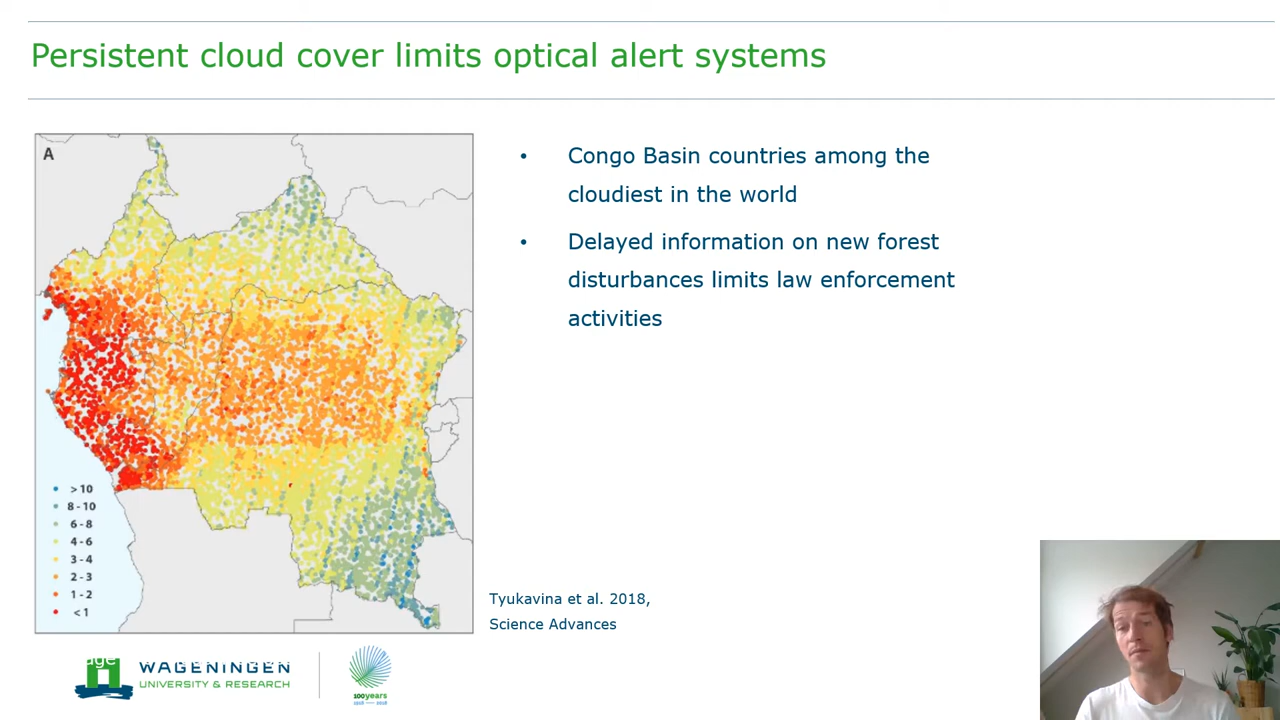 Persistent cloud cover limits optical alert systems
A
• Congo Basin countries among the
cloudiest in the world
• Delayed information on new forest
disturbances limits law enforcement
activities
> 10
8 - 10
6 - 8
4 - 6
3 - 4
2 - 3
1 - 2
< 1
Tyukavina et al. 2018,
Science Advances
WAGENINGEN
UNIVERSITY & RESEARCH
100years
1918 — 2018